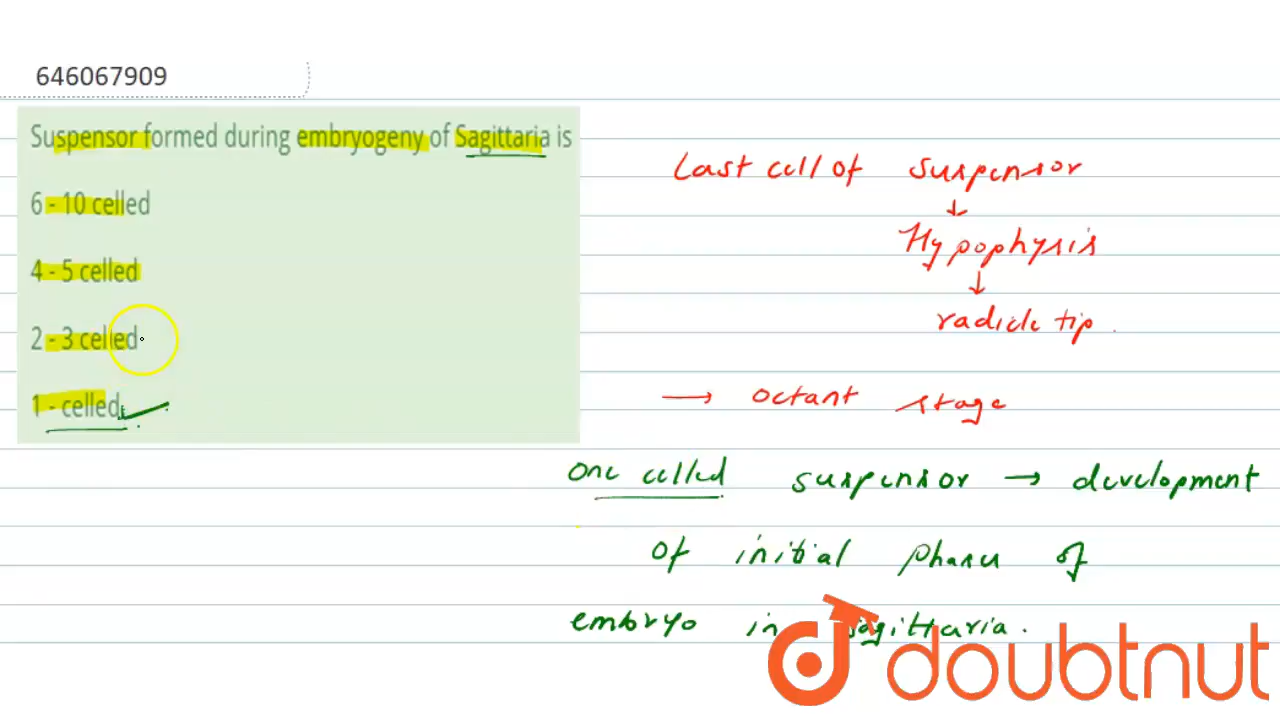 646067909
Suspensor formed during embryogeny of Sagittaria is
6 - 10 celled
4 - 5 celled
2 - 3 celled
1 - celled
Last cell of suspensor
↓
Hypophysis
↓
radicle tip.
→ octant stage
one celled suspensor → development
of initial phases of
embryo in sagittaria.
doubtnut